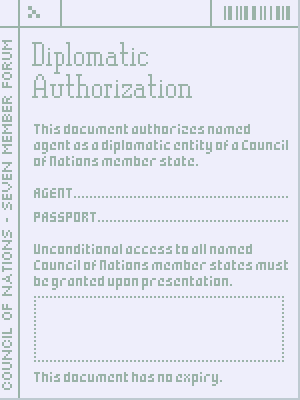 Diplomatic
Authorization
This document authorizes named
agent as a diplomatic entity of a Council
of Nations member state.
AGENT
PASSPORT
Unconditional access to all named
Council of Nations member states must
be granted upon presentation.
This document has no expiry.
COUNCIL OF NATIONS - SEVEN MEMBER FORUM